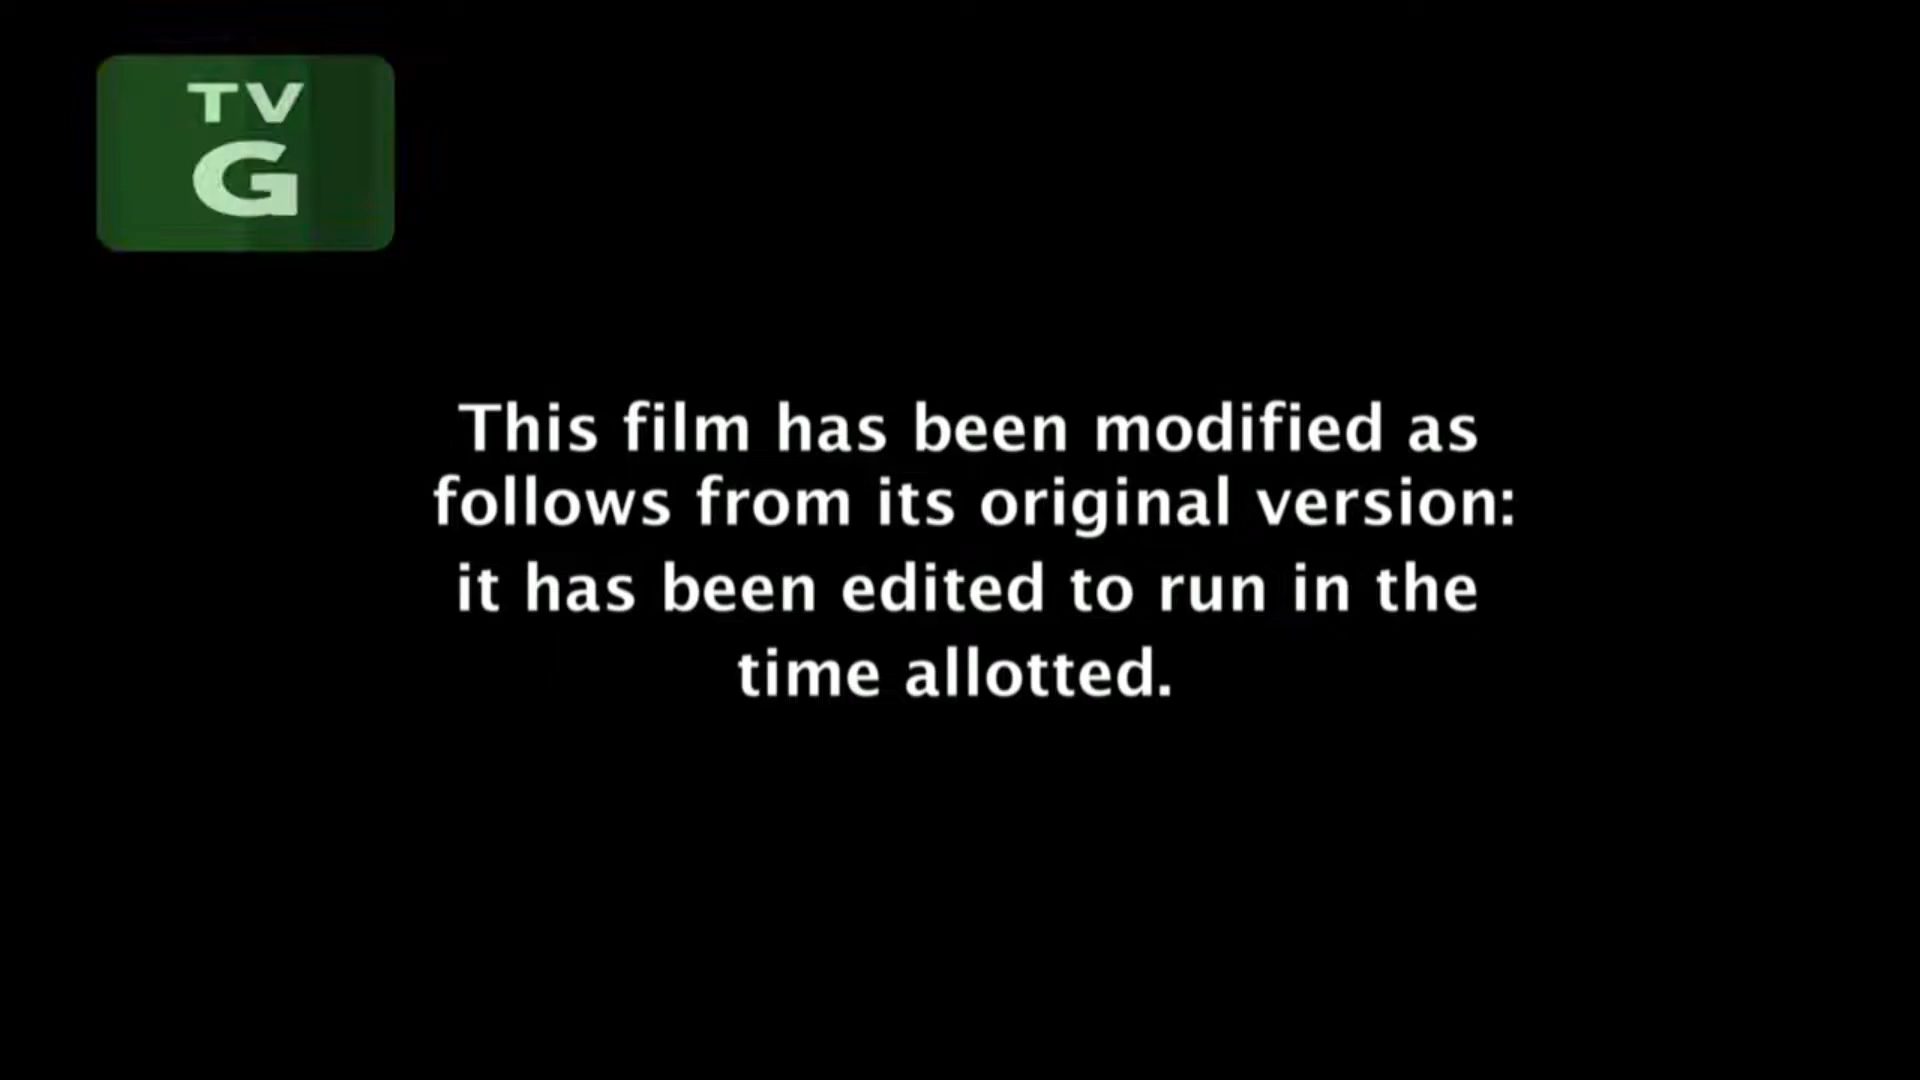 TV
G
This film has been modified as
follows from its original version:
it has been edited to run in the
time allotted.